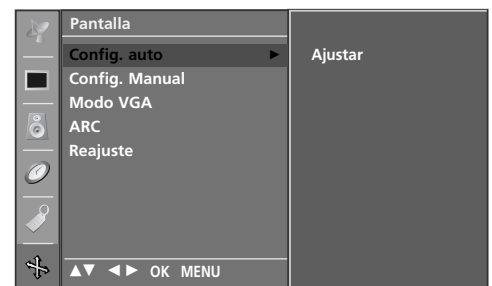 Pantalla
Config. auto ► Ajustar
Config. Manual
Modo VGA
ARC
Reajuste
▲▼ ◄► OK MENU